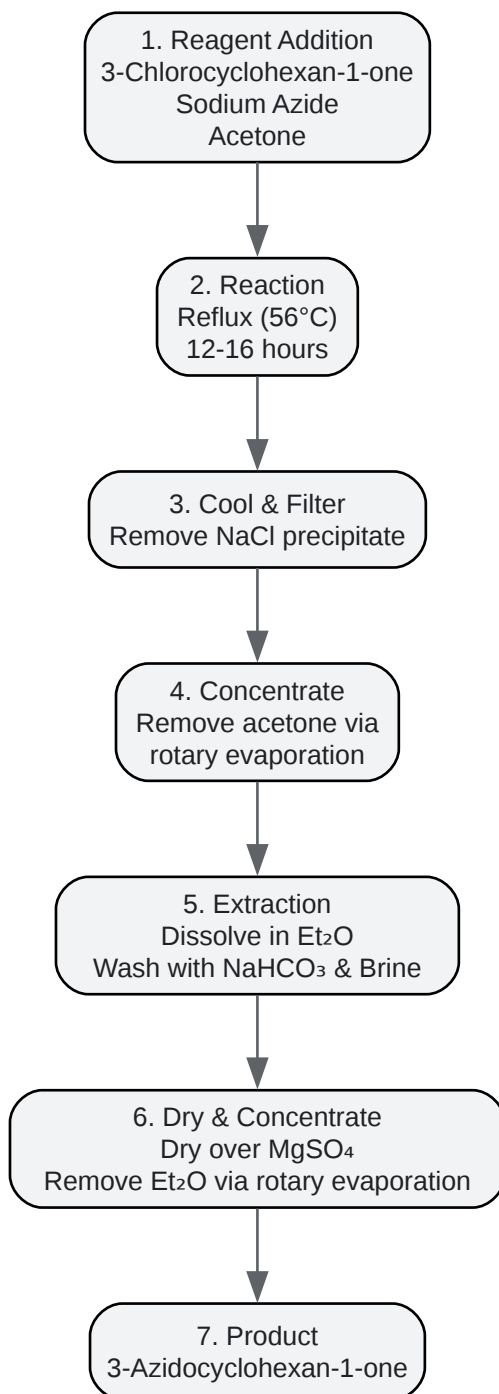 1. Reagent Addition
3-Chlorocyclohexan-1-one
Sodium Azide
Acetone
2. Reaction
Reflux (56°C)
12-16 hours
3. Cool & Filter
Remove NaCl precipitate
4. Concentrate
Remove acetone via
rotary evaporation
5. Extraction
Dissolve in Et₂O
Wash with NaHCO₃ & Brine
6. Dry & Concentrate
Dry over MgSO₄
Remove Et₂O via rotary evaporation
7. Product
3-Azidocyclohexan-1-one